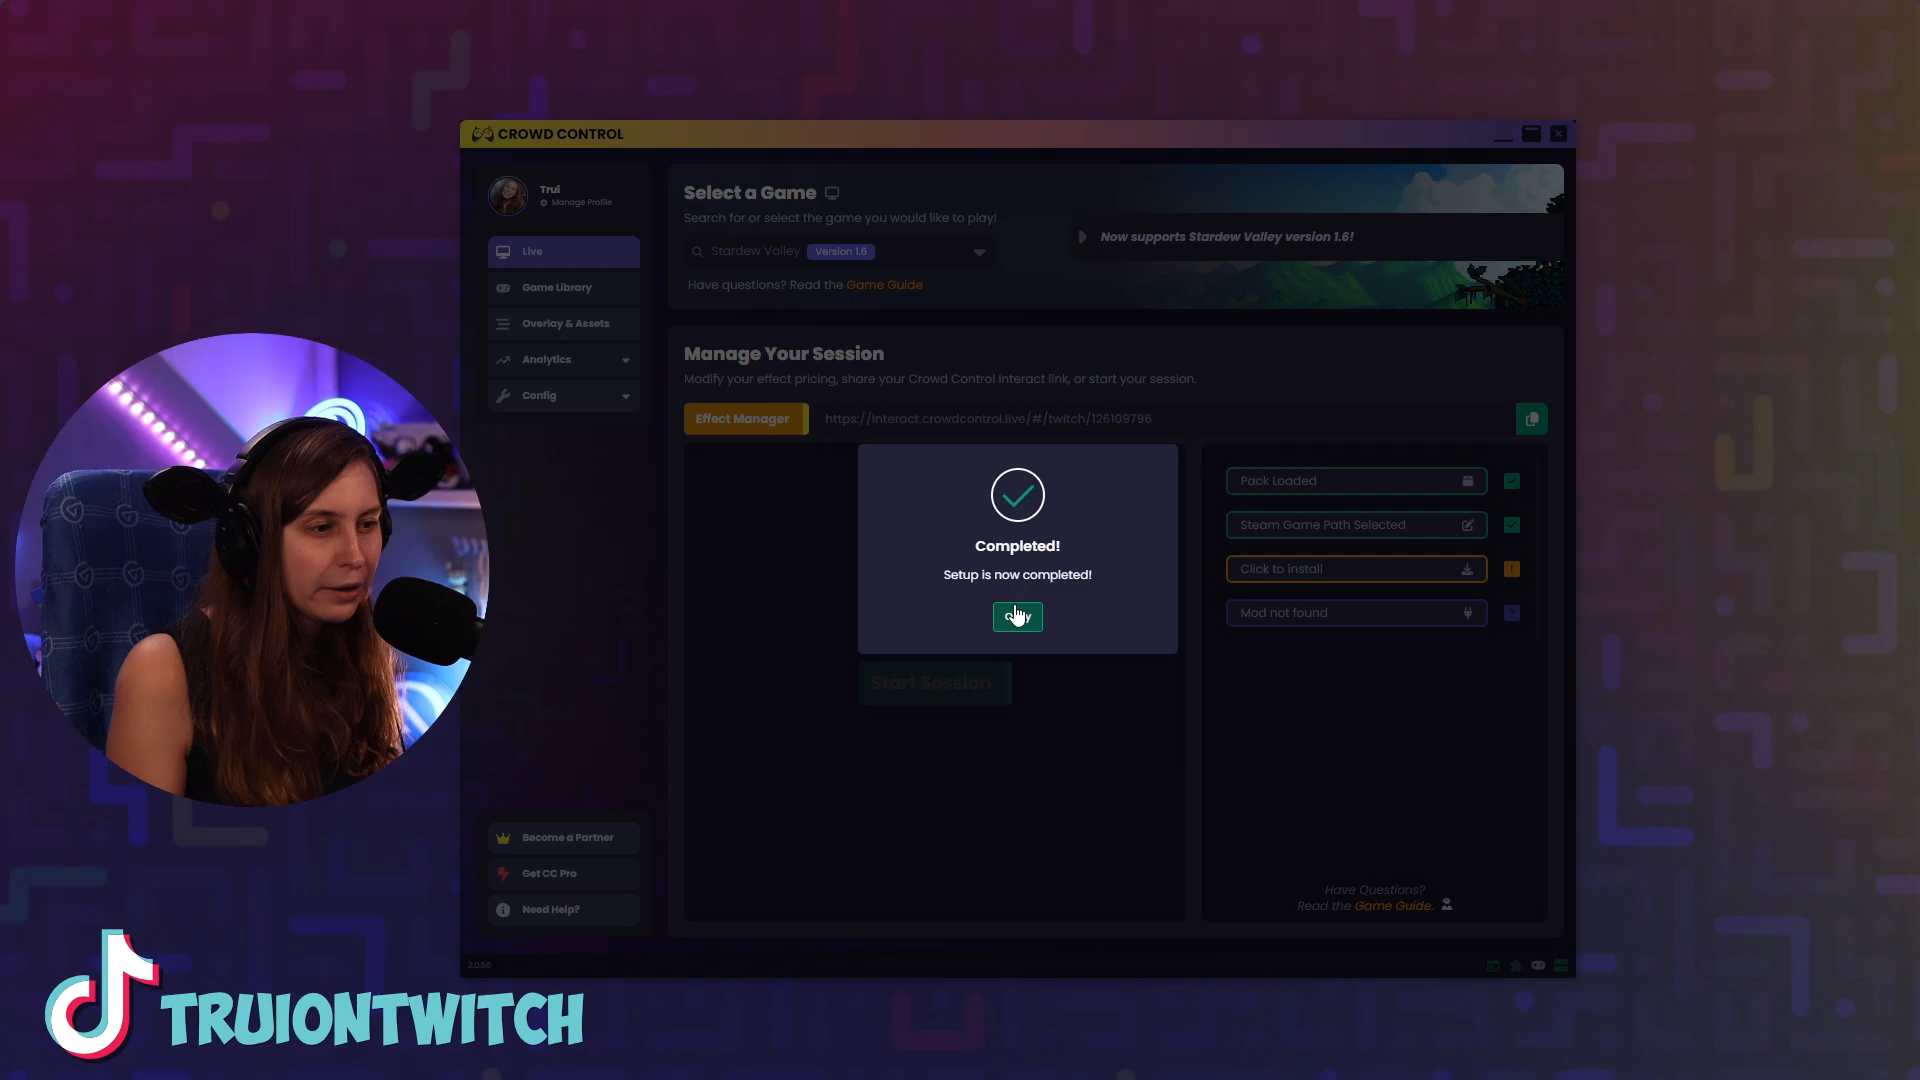 CROWD CONTROL
Trul
Manage Profile
Live
Game Library
Overlay & Assets
Analytics
Config
Become a Partner
Get CC Pro
Need Help?
2.0.56
Select a Game
Search for or select the game you would like to play!
Stardew Valley Version 1.6
Have questions? Read the Game Guide
Now supports Stardew Valley version 1.6!
Manage Your Session
Modify your effect pricing, share your Crowd Control Interact link, or start your session.
Effect Manager https://interact.crowdcontrol.live/#/twitch/126109796
Completed!
Setup is now completed!
Start Session
Pack Loaded
Steam Game Path Selected
Click to install
Mod not found
Have Questions?
Read the Game Guide.
TRUIONTWITCH